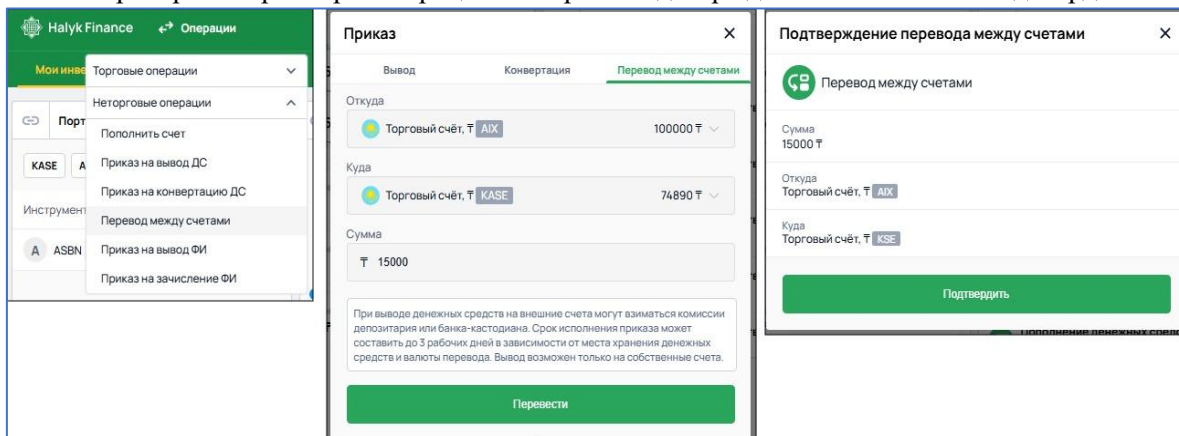 Halyk Finance
Операции
Мои инве
Торговые операции
Неторговые операции
Порт
Пополнить счет
KASE
A
Приказ на вывод ДС
Приказ на конвертацию ДС
Инструмент
Перевод между счетами
A ASBN
Приказ на вывод ФИ
Приказ на зачисление ФИ
Приказ
Вывод Конвертация Перевод между счетами
Откуда
Торговый счёт, ₸ AIX 100000 ₸
Куда
Торговый счёт, ₸ KASE 74890 ₸
Сумма
₸ 15000
При выводе денежных средств на внешние счета могут взиматься комиссии
депозитария или банка-кастодиана. Срок исполнения приказа может
составить до 3 рабочих дней в зависимости от места хранения денежных
средств и валюты перевода. Вывод возможен только на собственные счета.
Перевести
Подтверждение перевода между счетами
Перевод между счетами
Сумма
15000 ₸
Откуда
Торговый счёт, ₸ AIX
Куда
Торговый счёт, ₸ KSE
Подтвердить